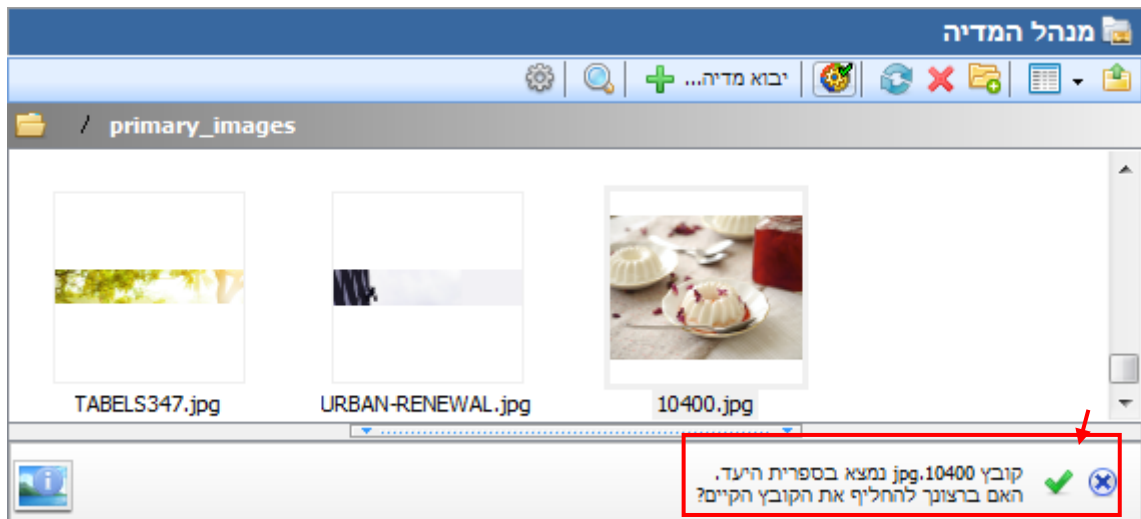 מנהל המדיה
יבוא מדיה...
/ primary_images
TABELS347.jpg
URBAN-RENEWAL.jpg
10400.jpg
קובץ 10400.jpg נמצא בספרית היעד.
האם ברצונך להחליף את הקובץ הקיים?